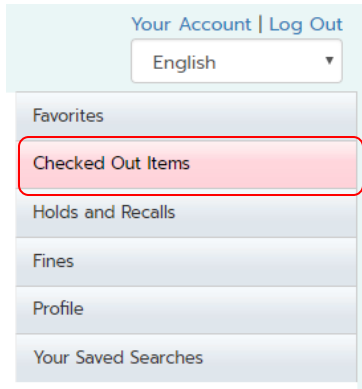 Your Account | Log Out
English
Favorites
Checked Out Items
Holds and Recalls
Fines
Profile
Your Saved Searches